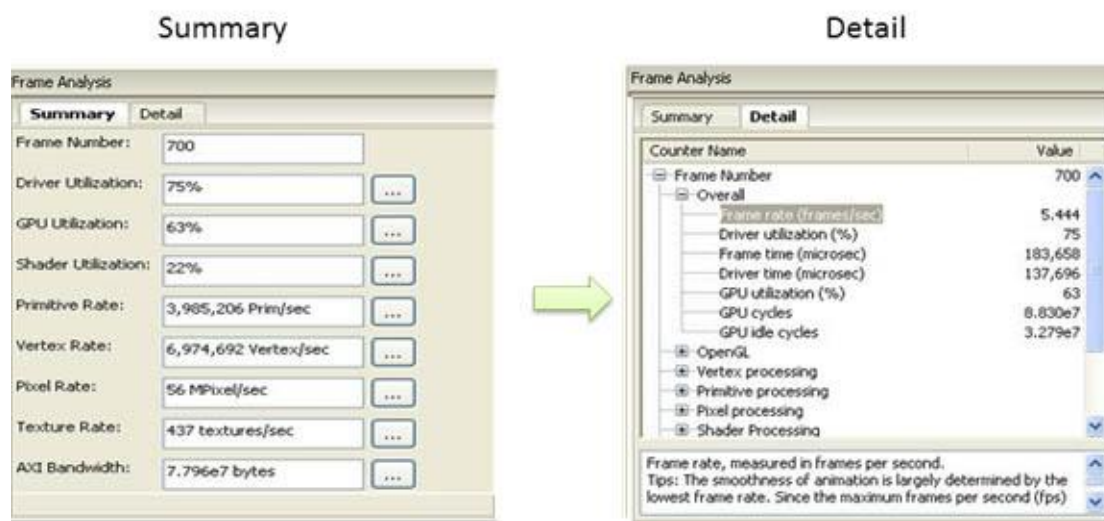 Summary
Frame Analysis
Summary Detail
Frame Number: 700
Driver Utilization: 75% ...
GPU Utilization: 63% ...
Shader Utilization: 22% ...
Primitive Rate: 3,985,206 Prim/sec ...
Vertex Rate: 6,974,692 Vertex/sec ...
Pixel Rate: 56 MPixel/sec ...
Texture Rate: 437 textures/sec ...
AXI Bandwidth: 7.796e7 bytes ...
Detail
Frame Analysis
Summary Detail
Counter Name Value
Frame Number 700
Overall
Frame rate (frames/sec) 5.444
Driver utilization (%) 75
Frame time (microsec) 183,658
Driver time (microsec) 137,696
GPU utilization (%) 63
GPU cycles 8.830e7
GPU idle cycles 3.279e7
OpenGL
Vertex processing
Primitive processing
Pixel processing
Shader Processing
Frame rate, measured in frames per second.
Tips: The smoothness of animation is largely determined by the
lowest frame rate. Since the maximum frames per second (fps)